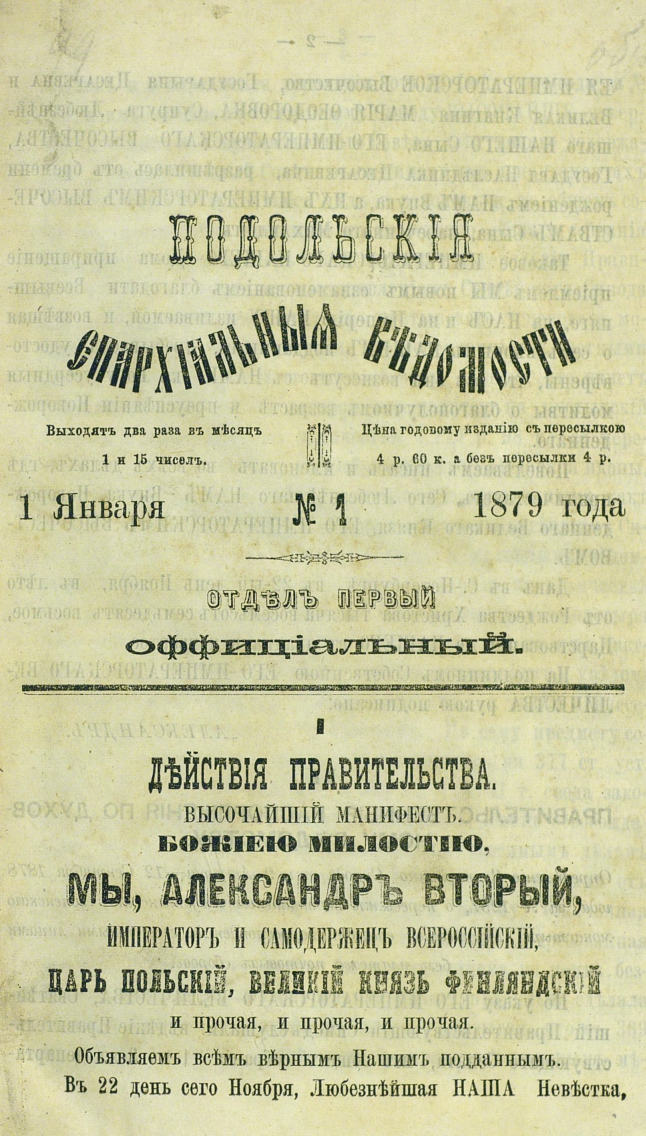 ПОДОЛЬСКІЯ
ЕПАРХІАЛЬНЫЯ ВѢДОМОСТИ
Выходятъ два раза въ мѣсяцъ
1 и 15 чиселъ.
Цѣна годовому изданію съ пересылкою
4 р. 60 к. а безъ пересылки 4 р.
1 Января № 1 1879 года
ОТДѢЛЪ ПЕРВЫЙ
ОФФИЦІАЛЬНЫЙ.
I
ДѢЙСТВІЯ ПРАВИТЕЛЬСТВА.
ВЫСОЧАЙШІЙ МАНИФЕСТЪ.
БОЖІЕЮ МИЛОСТІЮ,
МЫ, АЛЕКСАНДРЪ ВТОРЫЙ,
ИМПЕРАТОРЪ И САМОДЕРЖЕЦЪ ВСЕРОССІЙСКІЙ,
ЦАРЬ ПОЛЬСКІЙ, ВЕЛИКІЙ КНЯЗЬ ФИНЛЯНДСКІЙ
и прочая, и прочая, и прочая.
Объявляемъ всѣмъ вѣрнымъ Нашимъ подданнымъ.
Въ 22 день сего Ноября, Любезнѣйшая НАША Невѣстка,